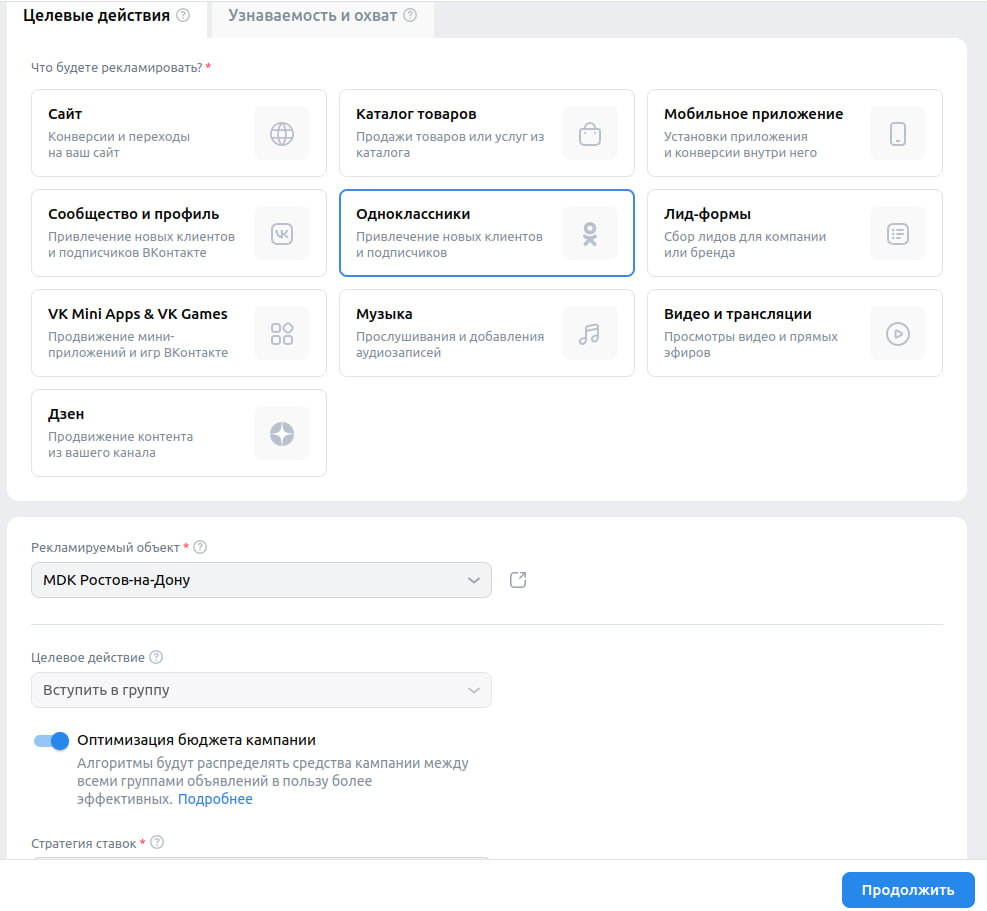 Целевые действия Узнаваемость и охват
Что будете рекламировать? *
Сайт
Конверсии и переходы
на ваш сайт
Каталог товаров
Продажи товаров или услуг из
каталога
Мобильное приложение
Установки приложения
и конверсии внутри него
Сообщество и профиль
Привлечение новых клиентов
и подписчиков ВКонтакте
Одноклассники
Привлечение новых клиентов
и подписчиков
Лид-формы
Сбор лидов для компании
или бренда
VK Mini Apps & VK Games
Продвижение мини-
приложений и игр ВКонтакте
Музыка
Прослушивания и добавления
аудиозаписей
Видео и трансляции
Просмотры видео и прямых
эфиров
Дзен
Продвижение контента
из вашего канала
Рекламируемый объект *
MDK Ростов-на-Дону
Целевое действие
Вступить в группу
Оптимизация бюджета кампании
Алгоритмы будут распределять средства кампании между
всеми группами объявлений в пользу более
эффективных. Подробнее
Стратегия ставок *
Продолжить